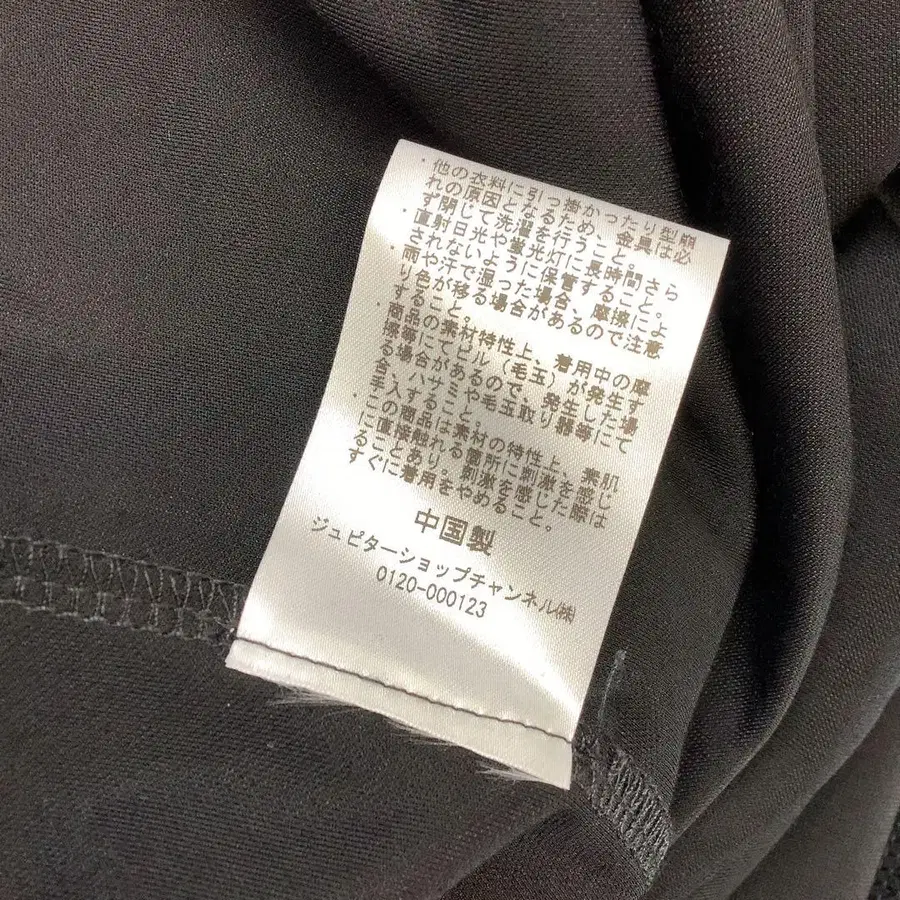 ・他の衣料に引っ掛かったり型崩
れの原因となるため、金具は必
ず閉じて洗濯を行うこと。
・直射日光や蛍光灯に長時間さら
されないように保管すること。
・雨や汗で湿った場合、摩擦によ
り色が移る場合があるので注意
すること。
・商品の素材特性上、着用中の摩
擦等にてピル（毛玉）が発生す
る場合があるので、発生した場
合、ハサミや毛玉取り器等にて
手入すること。
・この商品は素材の特性上、素肌
に直接触れる箇所に刺激を感じ
ることあり。刺激を感じた際は
すぐに着用をやめること。
中国製
ジュピターショップチャンネル㈱
0120-000123